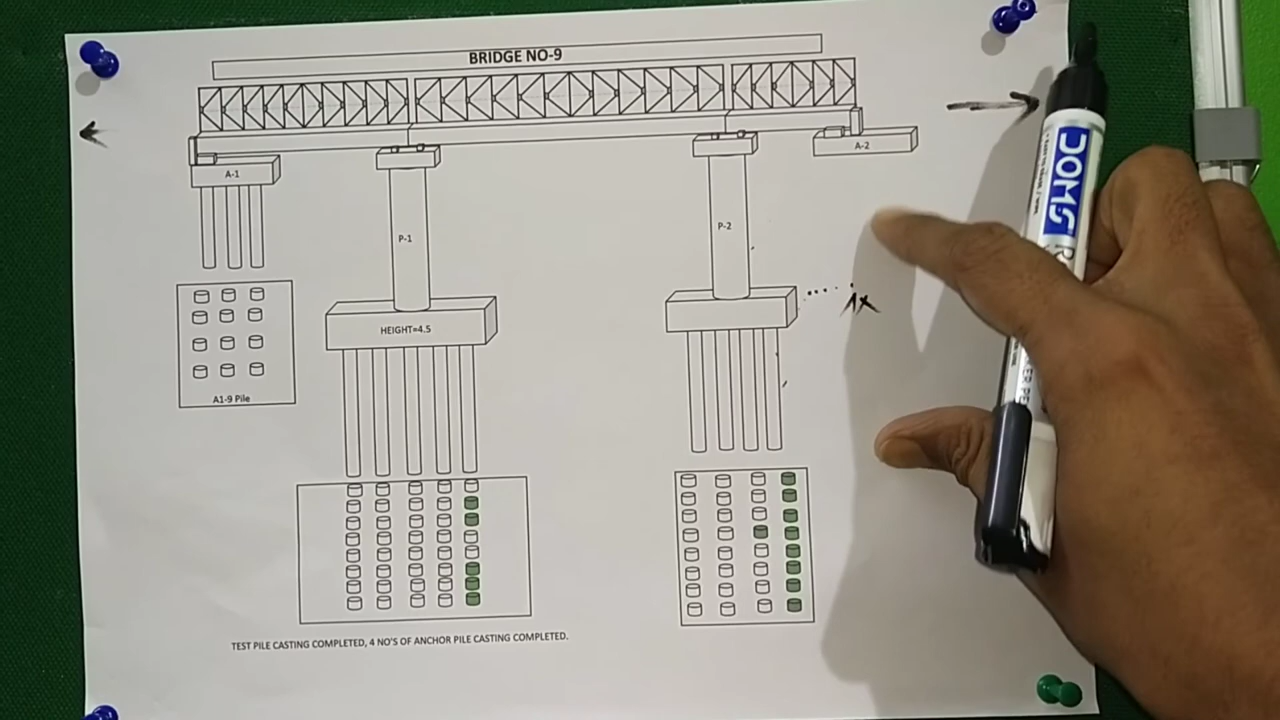 BRIDGE NO-9
A-1
A-2
P-1
P-2
HEIGHT=4.5
1x
A1-9 Pile
TEST PILE CASTING COMPLETED, 4 NO'S OF ANCHOR PILE CASTING COMPLETED.
DOMS